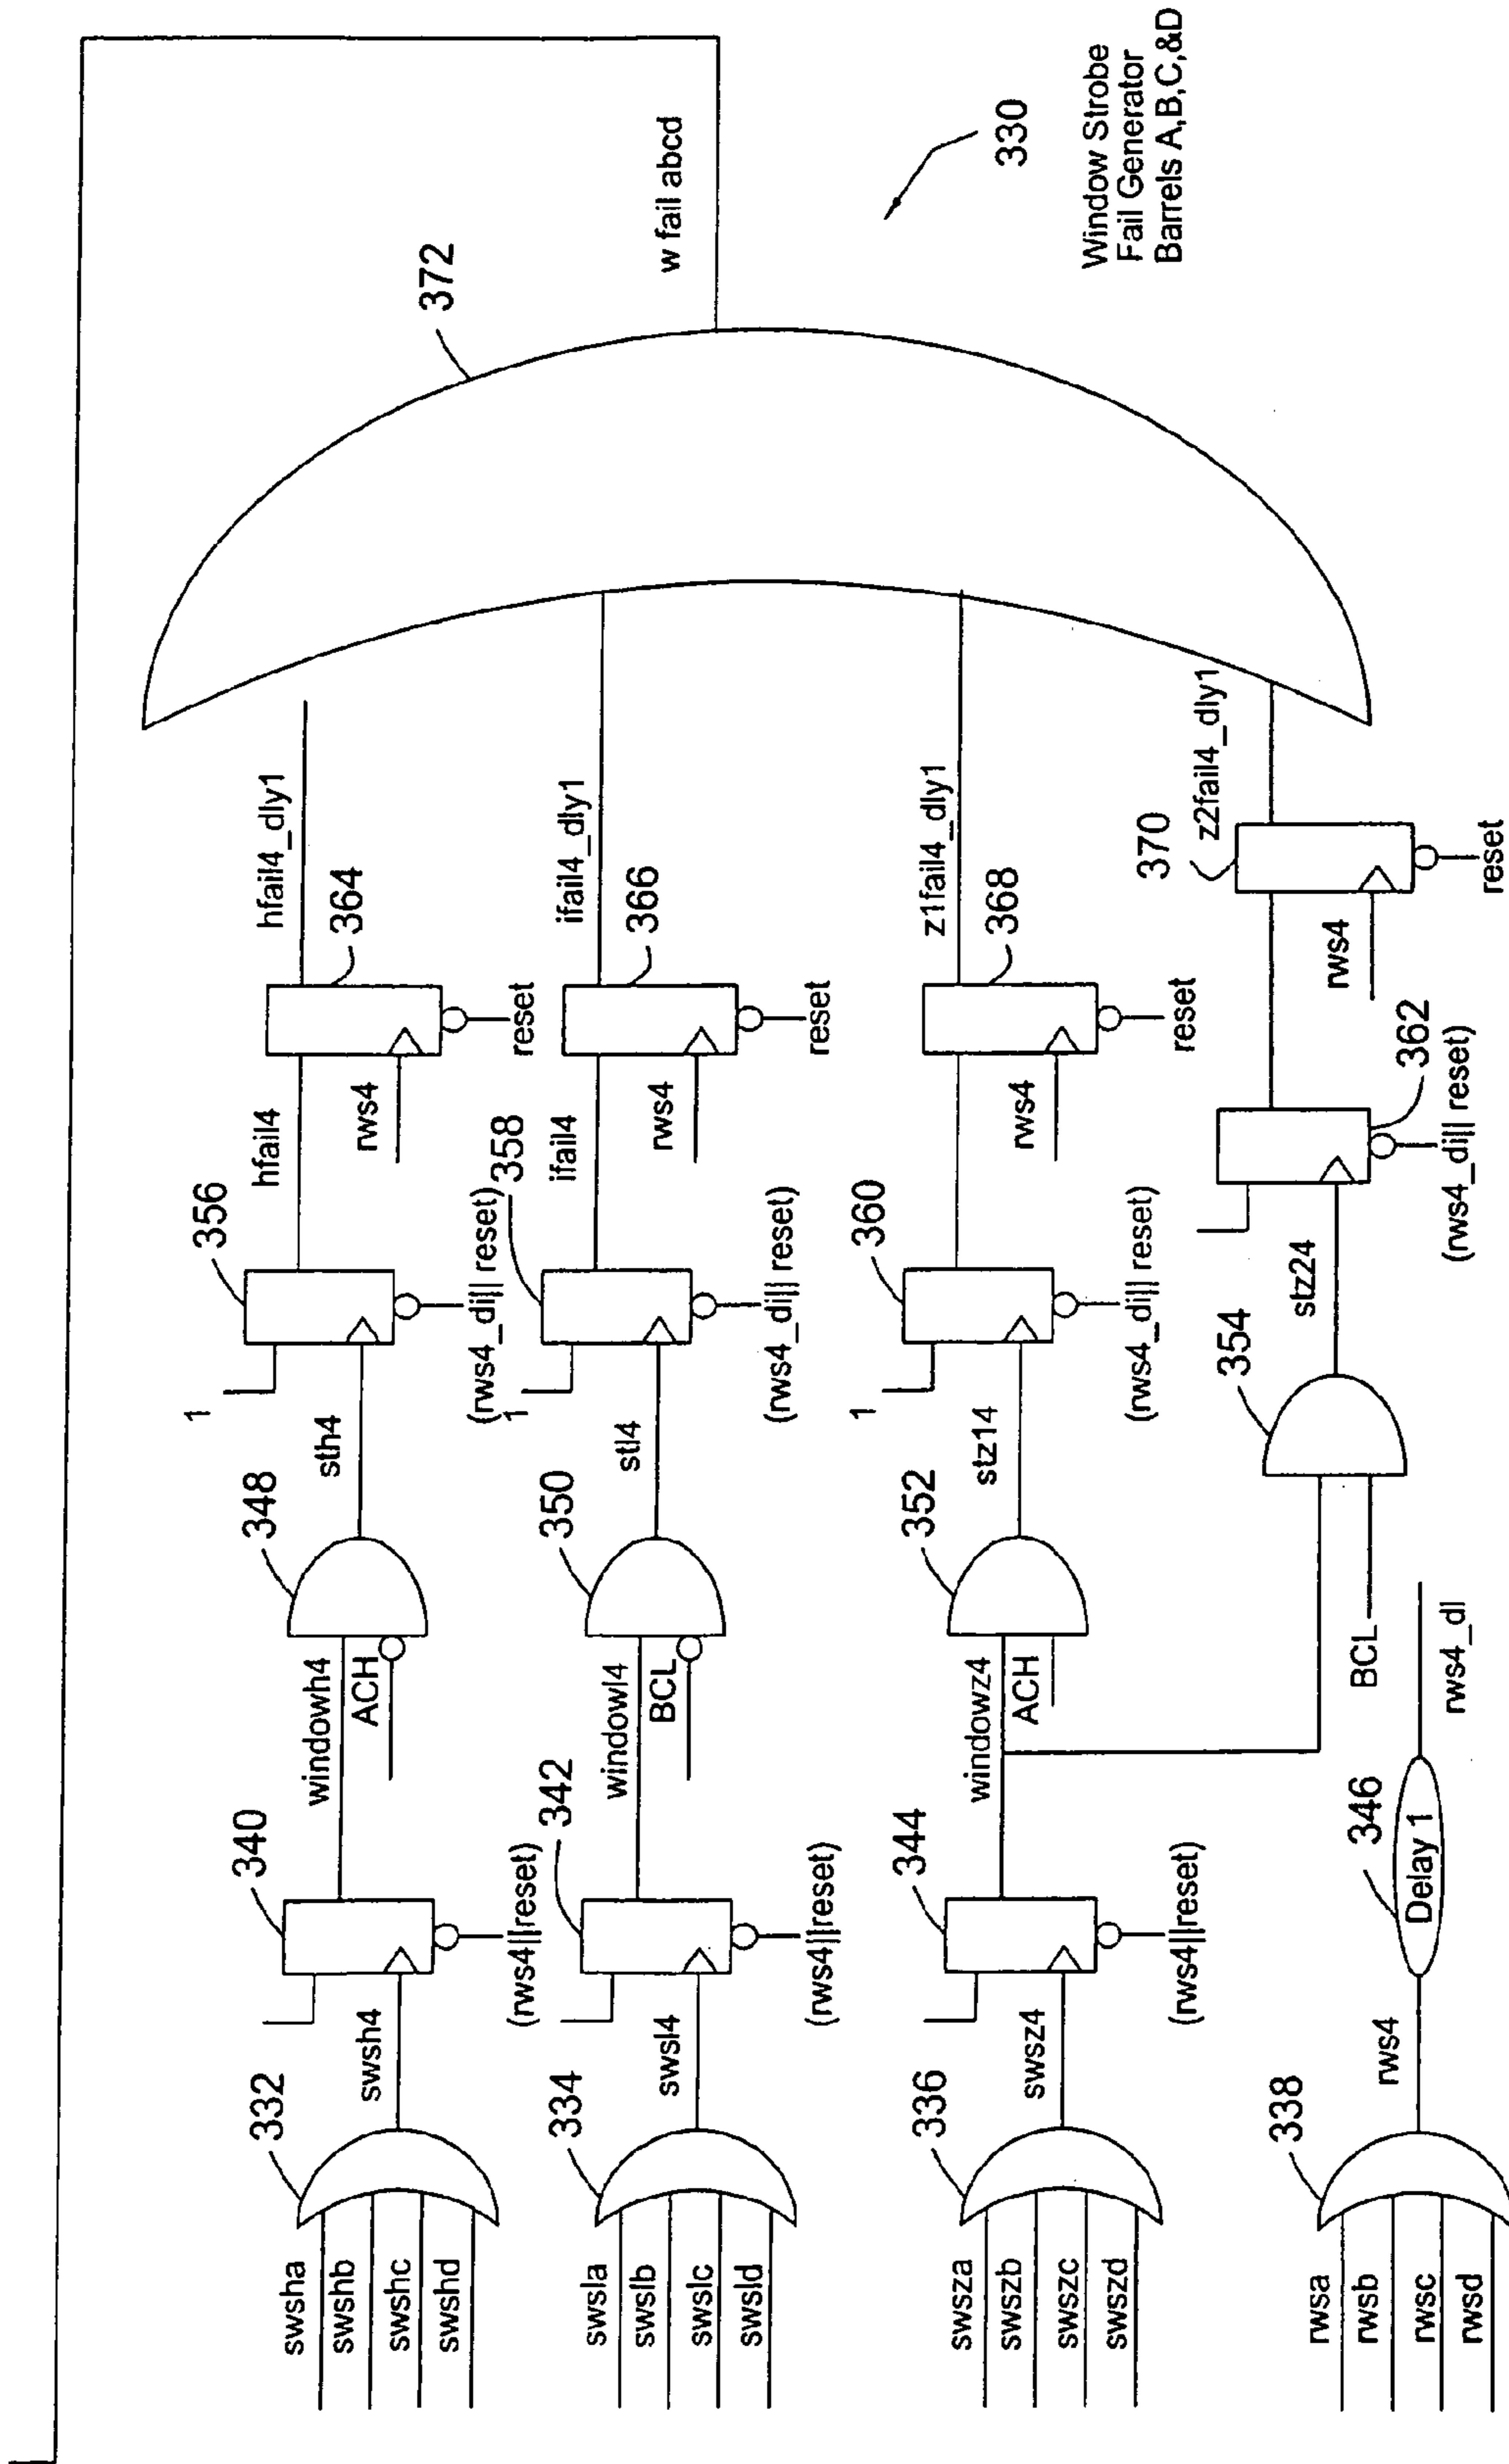 swsha
swshb
swshc
swshd
332
swsh4
340
(rws4||reset)
windowh4
ACH
348
sth4
1
356
(rws4_di|| reset)
hfail4
rws4
364
reset
hfail4_dly1
swsla
swslb
swslc
swsld
334
swsl4
342
(rws4||reset)
windowl4
BCL
350
stl4
1
358
(rws4_di|| reset)
ifail4
rws4
366
reset
ifail4_dly1
swsza
swszb
swszc
swszd
336
swsz4
344
(rws4||reset)
windowz4
ACH
352
stz14
1
360
(rws4_di|| reset)
rws4
368
reset
z1fail4_dly1
rwsa
rwsb
rwsc
rwsd
338
rws4
346
Delay 1
rws4_dl
BCL
354
stz24
362
(rws4_di|| reset)
rws4
370
reset
z2fail4_dly1
372
w fail abcd
330
Window Strobe
Fail Generator
Barrels A,B,C,&D